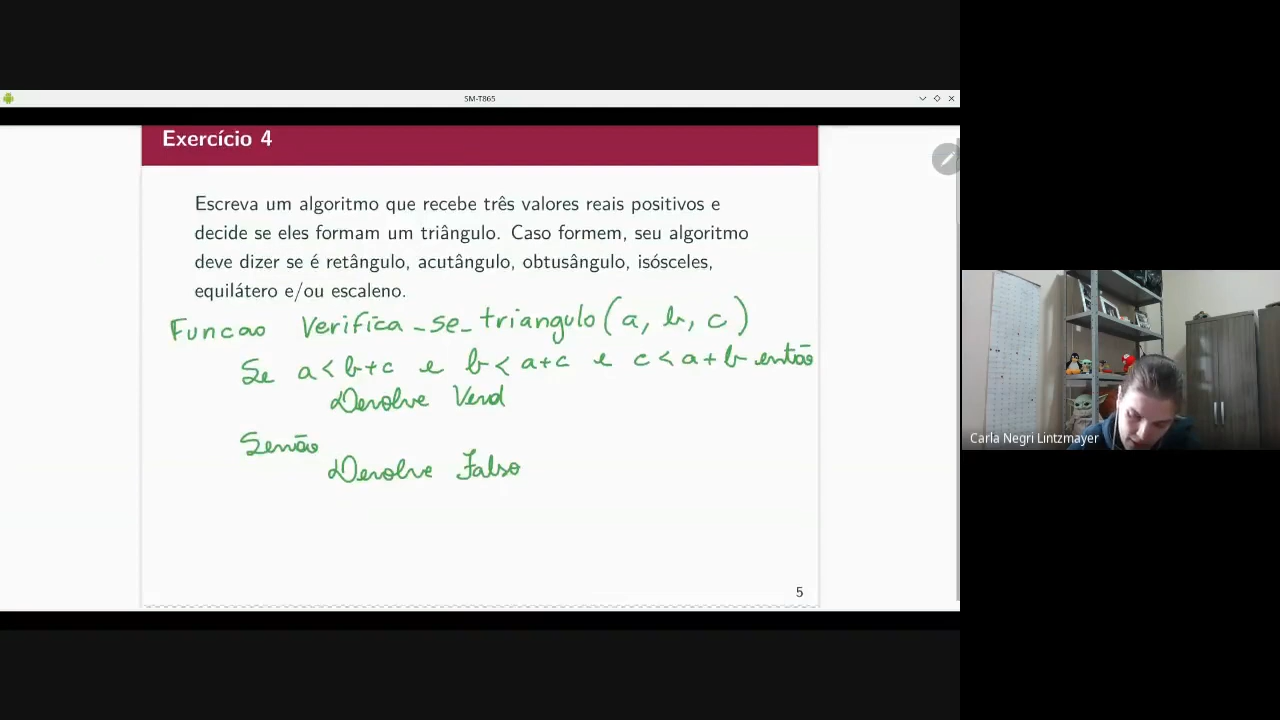 SM-T865
Exercício 4
Escreva um algoritmo que recebe três valores reais positivos e
decide se eles formam um triângulo. Caso formem, seu algoritmo
deve dizer se é retângulo, acutângulo, obtusângulo, isósceles,
equilátero e/ou escaleno.
Funcao Verifica_se_triangulo (a, b, c)
Se a < b+c e b < a+c e c < a+b então
Devolve Verd
Senão
Devolve Falso
5
Carla Negri Lintzmayer